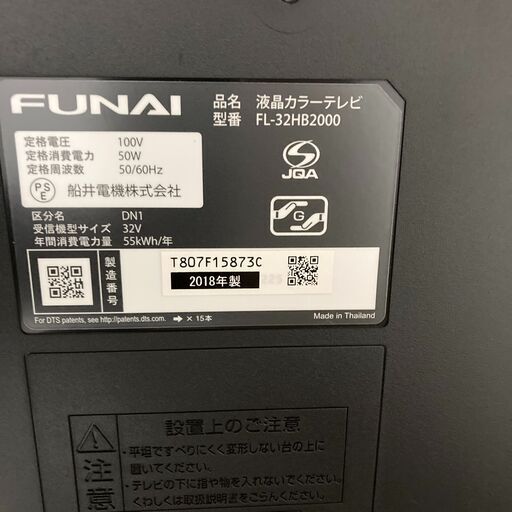 FUNAI
品名 液晶カラーテレビ
型番 FL-32HB2000
定格電圧 100V
定格消費電力 50W
定格周波数 50/60Hz
PSE 船井電機株式会社
JQA
G
区分名 DN1
受信機型サイズ 32V
年間消費電力量 55kWh/年
製造番号
T807F15873C
2018年製
For DTS patents, see http://patents.dts.com.
→ × 15本
Made in Thailand
注意
設置上のご注意
・平坦ですべりにくく変形しない台の上に
置いてください。
・テレビの下に指や物を入れないでください。
くわしくは取扱説明書をごらんください。